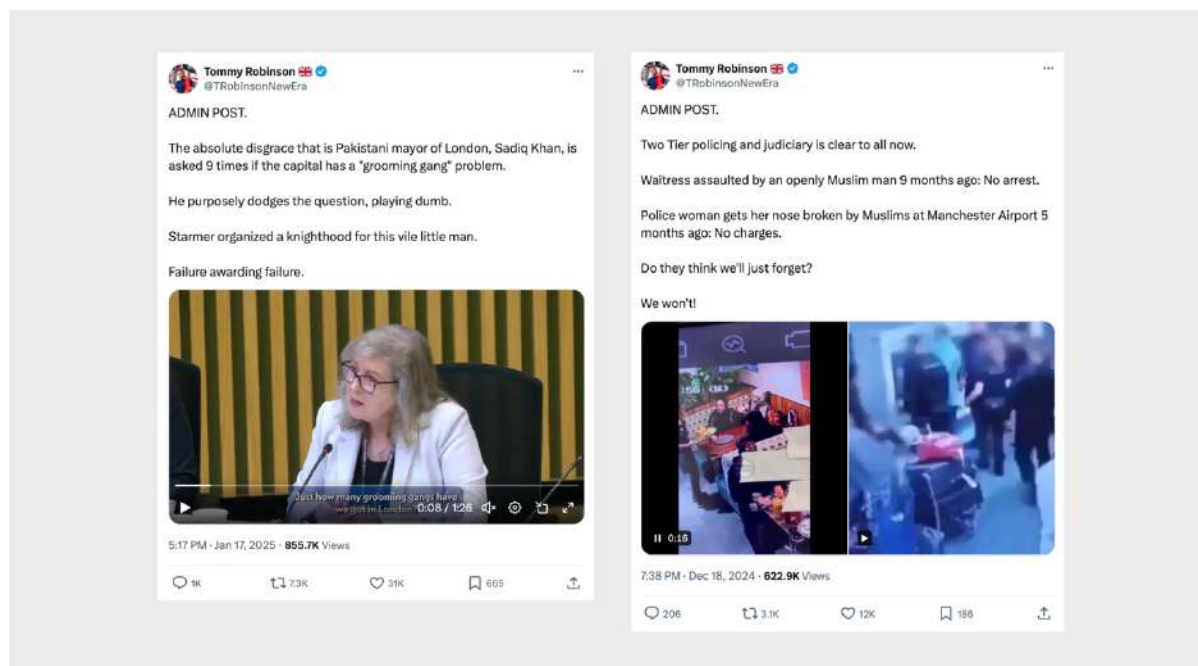 Tommy Robinson 🇬🇧
@TRobinsonNewEra
ADMIN POST.
The absolute disgrace that is Pakistani mayor of London, Sadiq Khan, is
asked 9 times if the capital has a "grooming gang" problem.
He purposely dodges the question, playing dumb.
Starmer organized a knighthood for this vile little man.
Failure awarding failure.
Just how many grooming gangs have
we got in London?
0:08 / 1:26
5:17 PM · Jan 17, 2025 · 855.7K Views
1K 7.3K 31K 665
Tommy Robinson 🇬🇧
@TRobinsonNewEra
ADMIN POST.
Two Tier policing and judiciary is clear to all now.
Waitress assaulted by an openly Muslim man 9 months ago: No arrest.
Police woman gets her nose broken by Muslims at Manchester Airport 5
months ago: No charges.
Do they think we'll just forget?
We won't!
0:16
7:38 PM · Dec 18, 2024 · 622.9K Views
206 3.1K 12K 186